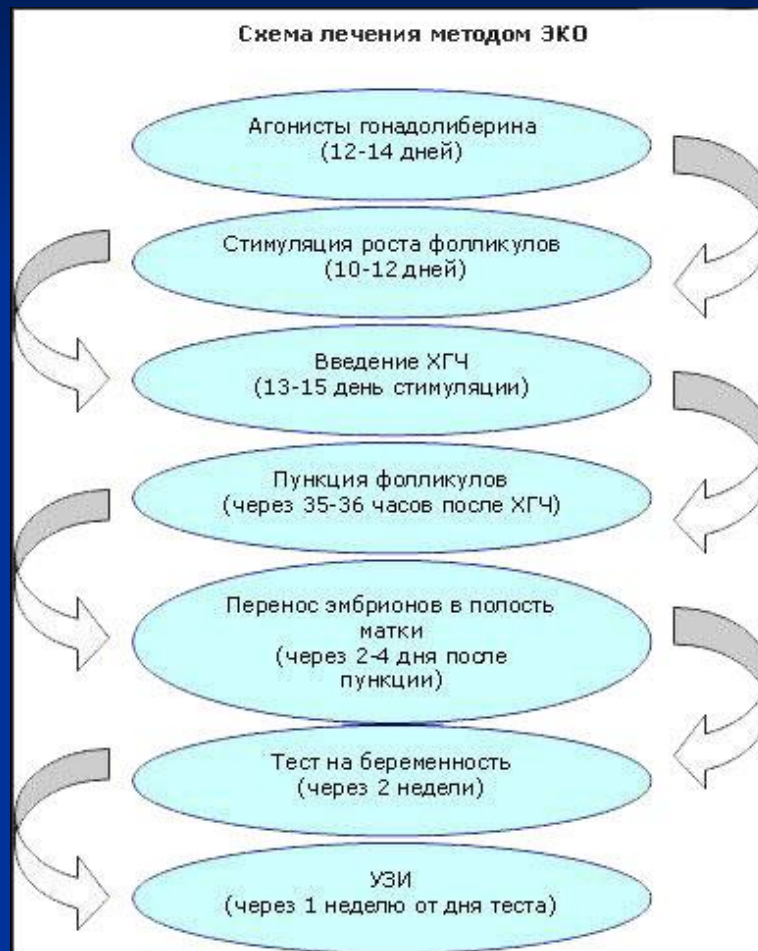 Схема лечения методом ЭКО
Агонисты гонадолиберина
(12-14 дней)
Стимуляция роста фолликулов
(10-12 дней)
Введение ХГЧ
(13-15 день стимуляции)
Пункция фолликулов
(через 35-36 часов после ХГЧ)
Перенос эмбрионов в полость
матки
(через 2-4 дня после
пункции)
Тест на беременность
(через 2 недели)
УЗИ
(через 1 неделю от дня теста)